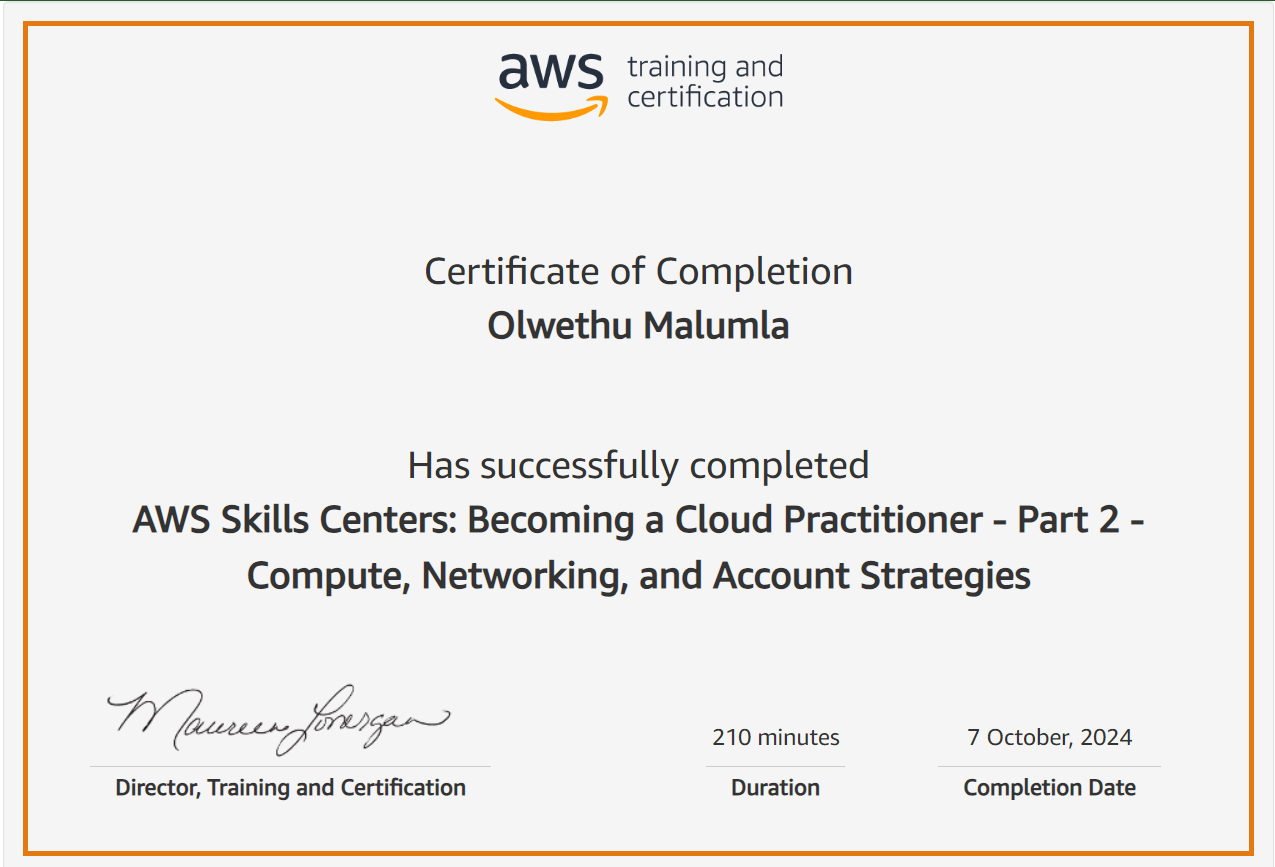 aws training and
certification
Certificate of Completion
Olwethu Malumla
Has successfully completed
AWS Skills Centers: Becoming a Cloud Practitioner - Part 2 -
Compute, Networking, and Account Strategies
Maureen Lonergan
210 minutes
7 October, 2024
Director, Training and Certification
Duration
Completion Date